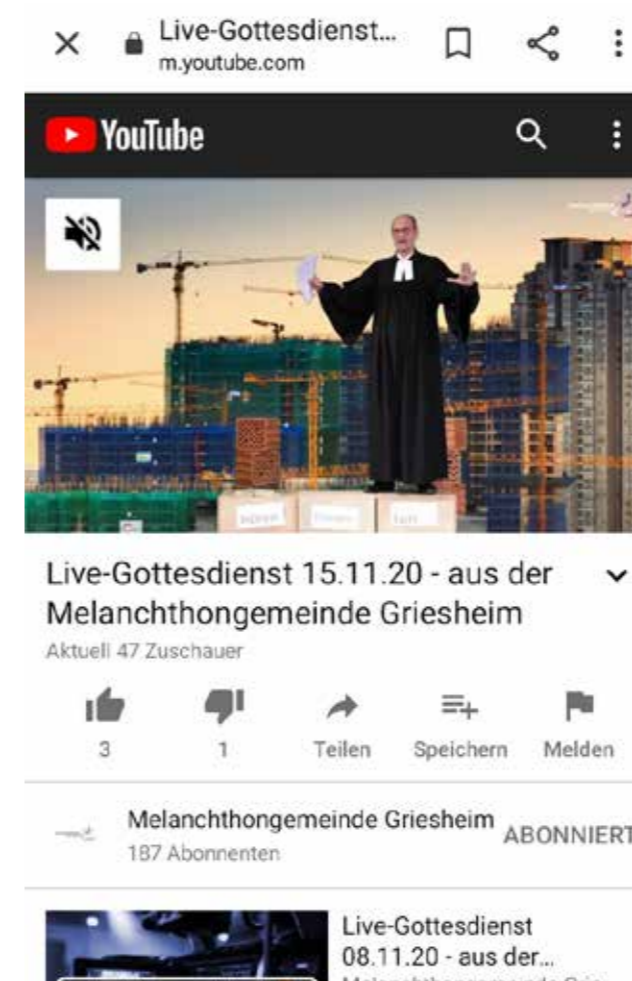 Live-Gottesdienst...
m.youtube.com
YouTube
Live-Gottesdienst 15.11.20 - aus der
Melanchthongemeinde Griesheim
Aktuell 47 Zuschauer
3
1
Teilen
Speichern
Melden
Melanchthongemeinde Griesheim
ABONNIERT
187 Abonnenten
Live-Gottesdienst
08.11.20 - aus der...